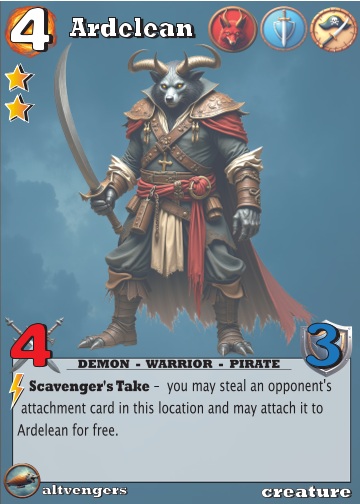 4 Ardelean
4 3
DEMON - WARRIOR - PIRATE
Scavenger's Take - you may steal an opponent's
attachment card in this location and may attach it to
Ardelean for free.
altvengers creature